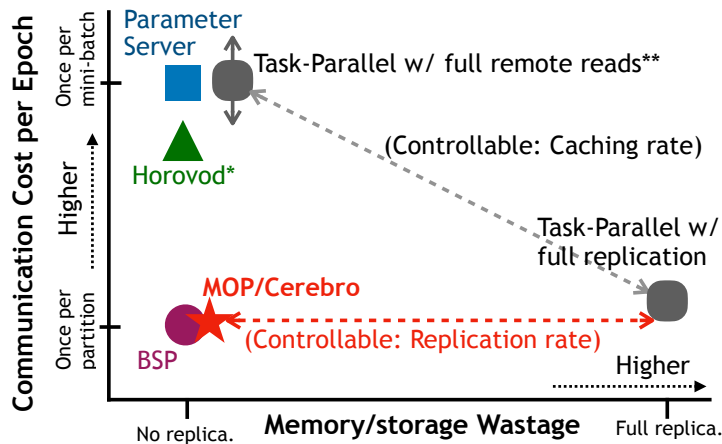 Parameter
Server
Task-Parallel w/ full remote reads**
Once per
mini-batch
Communication Cost per Epoch
Higher
Horovod*
(Controllable: Caching rate)
Task-Parallel w/
full replication
MOP/Cerebro
Once per
partition
(Controllable: Replication rate)
BSP
Higher
No replica.
Memory/storage Wastage
Full replica.